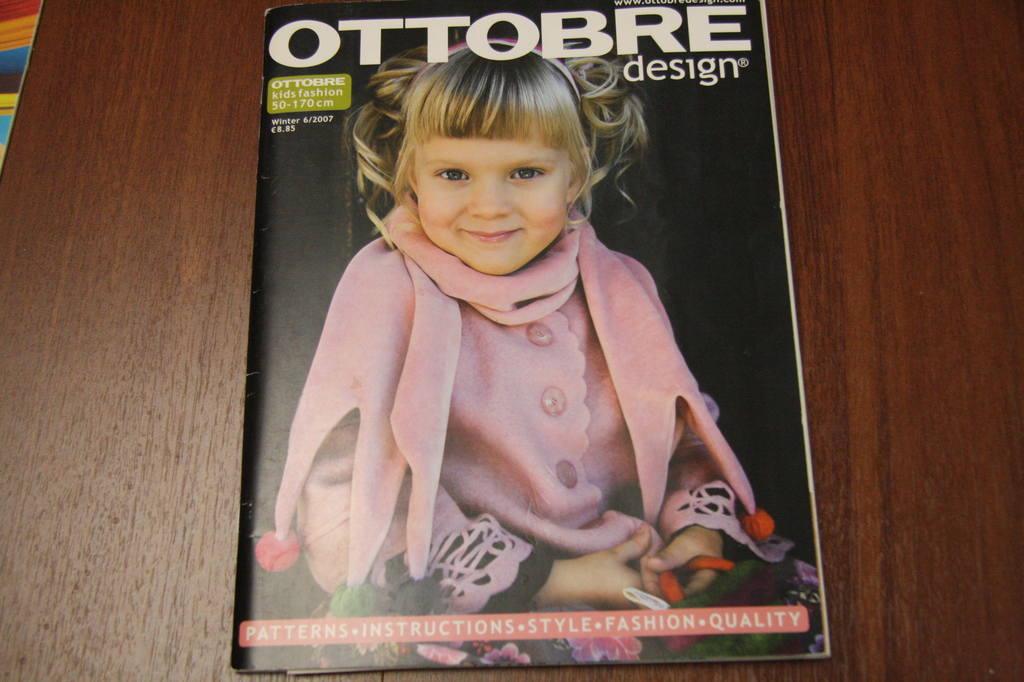 www.ottobredesign.com
OTTOBRE
design®
OTTOBRE
kids fashion
50-170 cm
Winter 6/2007
€8.85
PATTERNS•INSTRUCTIONS•STYLE•FASHION•QUALITY